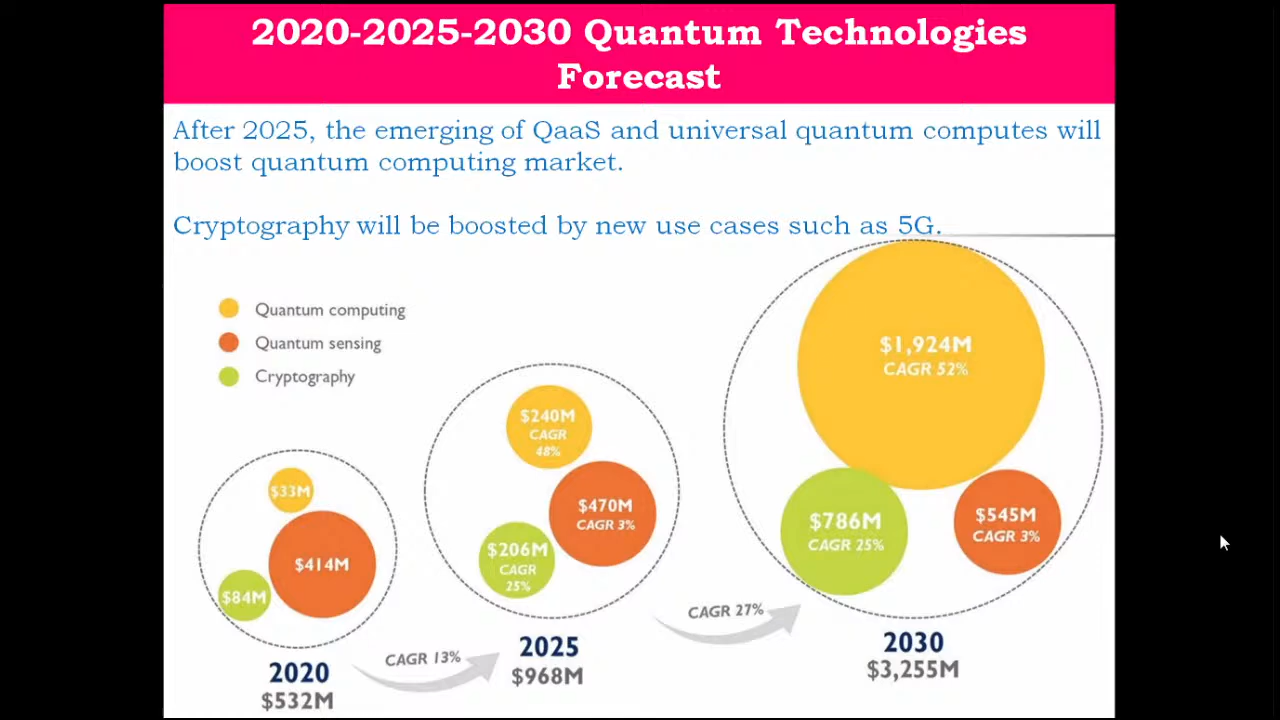 2020-2025-2030 Quantum Technologies
Forecast
After 2025, the emerging of QaaS and universal quantum computes will
boost quantum computing market.
Cryptography will be boosted by new use cases such as 5G.
Quantum computing
Quantum sensing
Cryptography
$33M
$414M
$84M
2020
$532M
CAGR 13%
$240M
CAGR
48%
$470M
CAGR 3%
$206M
CAGR
25%
2025
$968M
CAGR 27%
$1,924M
CAGR 52%
$786M
CAGR 25%
$545M
CAGR 3%
2030
$3,255M